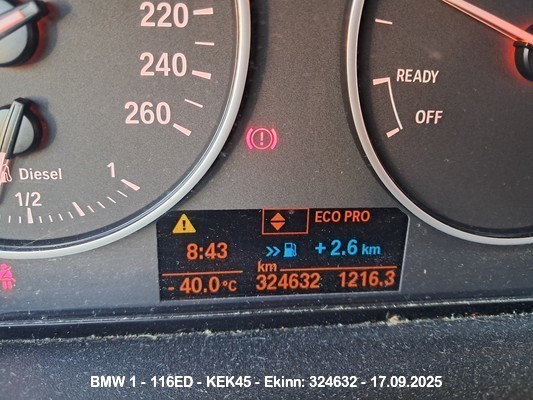 220
240
260
READY
OFF
Diesel
1/2
1
ECO PRO
8:43
+ 2.6 km
km
- 40.0 °C
324632
1216.3
BMW 1 - 116ED - KEK45 - Ekinn: 324632 - 17.09.2025